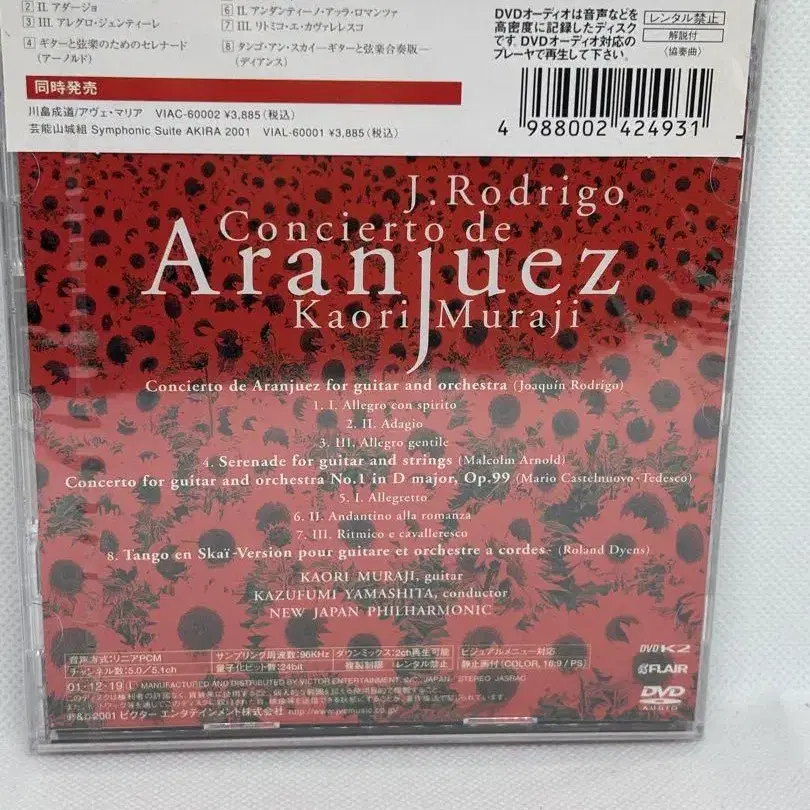 2 II. アダージョ
3 III. アレグロ・ジェンティーレ
4 ギターと弦楽のためのセレナード
(アーノルド)
6 II. アンダンティーノ・アッラ・ロマンツァ
7 III. リトミコ・エ・カヴァレレスコ
8 タンゴ・アン・スカイーギターと弦楽合奏版ー
(ディアンス)
DVDオーディオは音声などを
高密度に記録したディスク
です。DVDオーディオ対応の
プレーヤで再生して下さい。
レンタル禁止
解説付
(協奏曲)
同時発売
川畠成道/アヴェ・マリア VIAC-60002 ¥3,885(税込)
芸能山城組 Symphonic Suite AKIRA 2001 VIAL-60001 ¥3,885(税込)
4 988002 424931
J. Rodrigo
Concierto de
Aranjuez
Kaori Muraji
Concierto de Aranjuez for guitar and orchestra (Joaquín Rodrigo)
1. I. Allegro con spirito
2. II. Adagio
3. III. Allegro gentile
4. Serenade for guitar and strings (Malcolm Arnold)
Concerto for guitar and orchestra No.1 in D major, Op.99 (Mario Castelnuovo-Tedesco)
5. I. Allegretto
6. II. Andantino alla romanza
7. III. Ritmico e cavalleresco
8. Tango en Skaï-Version pour guitare et orchestre a cordes- (Roland Dyens)
KAORI MURAJI, guitar
KAZUFUMI YAMASHITA, conductor
NEW JAPAN PHILHARMONIC
音声方式:リニアPCM
チャンネル数:5.0/5.1ch
サンプリング周波数:96KHz
量子化ビット数:24bit
ダウンミックス:2ch再生可能
複製制限 レンタル禁止
ビジュアルメニュー対応
静止画付(COLOR, 16:9/PS)
DVD K2
FLAIR
DVD
AUDIO
01·12·19 (L) MANUFACTURED AND DISTRIBUTED BY VICTOR ENTERTAINMENT, INC., JAPAN STEREO JASRAC
℗&©2001 ビクター エンタテインメント株式会社 http://www.jvcmusic.co.jp/